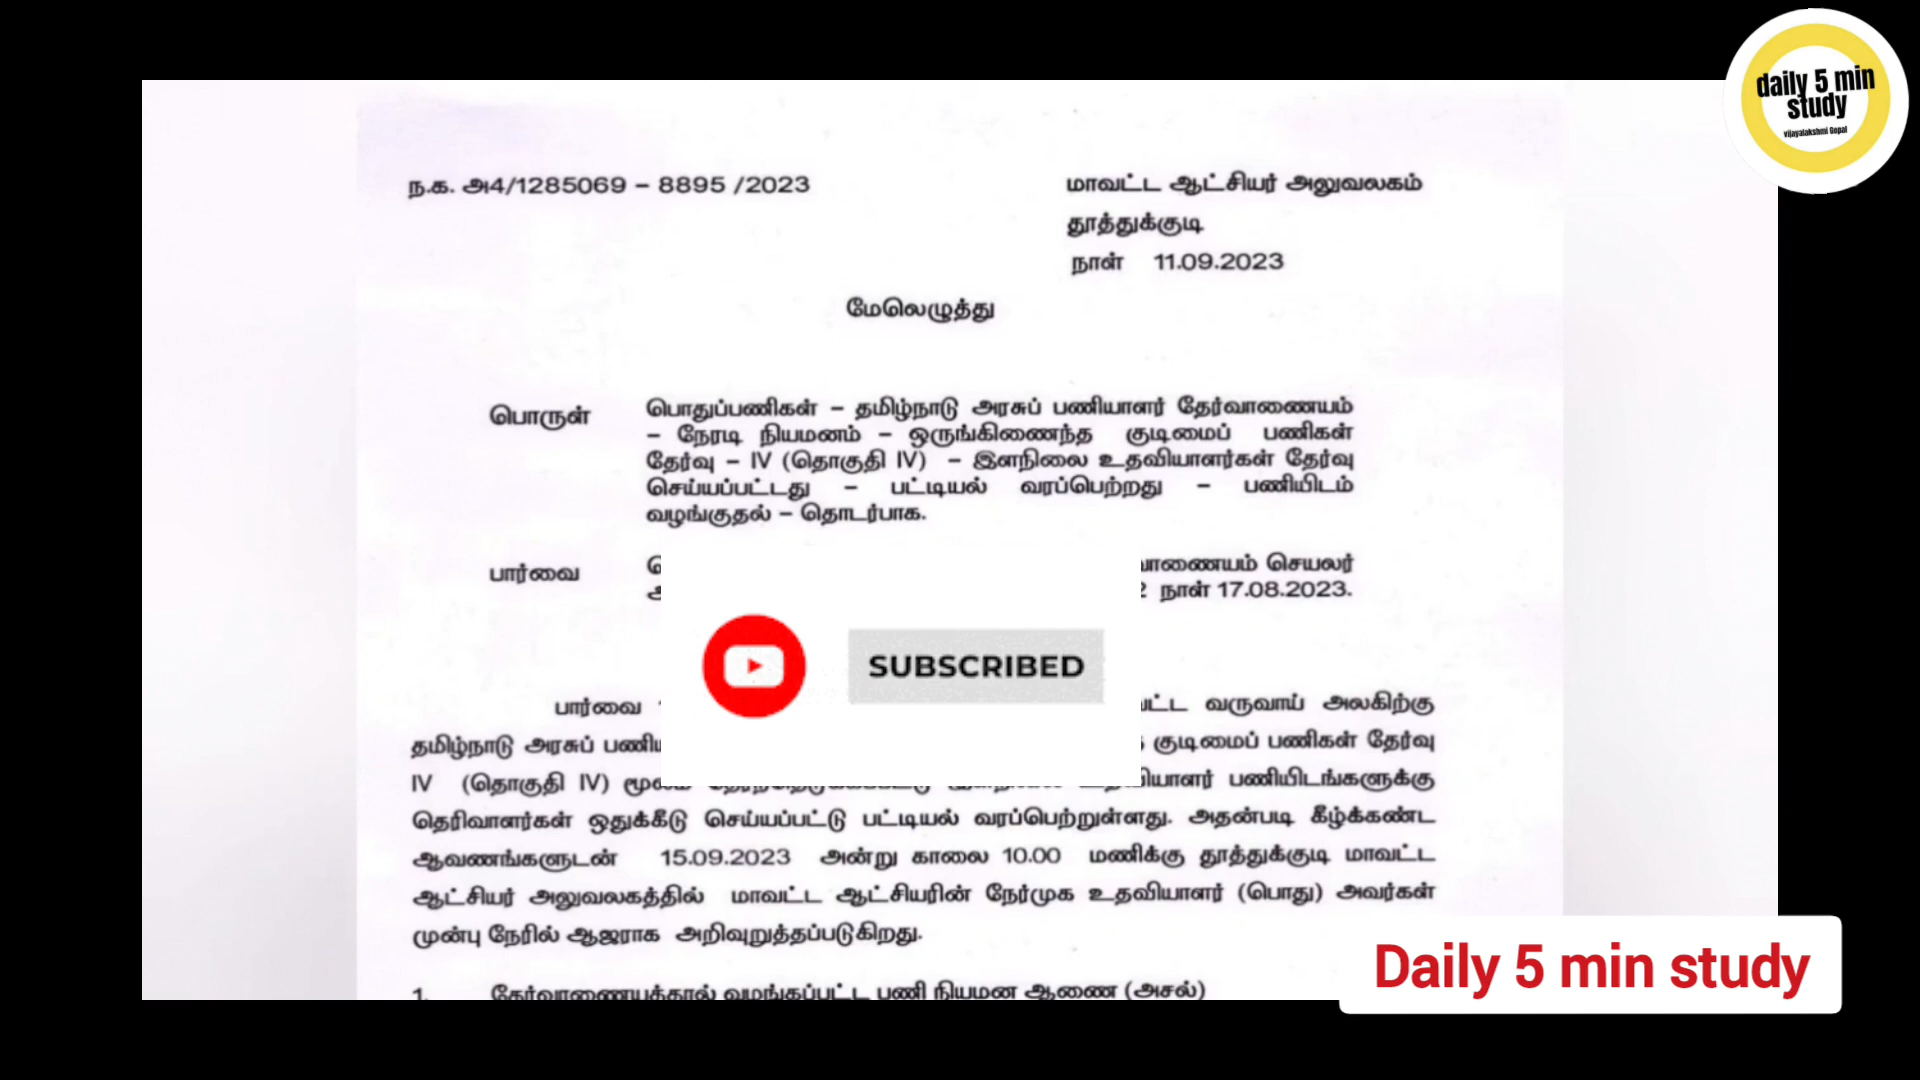 daily 5 min
study
vijayalakshmi Gopal
ந.க. அ4/1285069 – 8895 /2023
மாவட்ட ஆட்சியர் அலுவலகம்
தூத்துக்குடி
நாள் 11.09.2023
மேலெழுத்து
பொருள் பொதுப்பணிகள் – தமிழ்நாடு அரசுப் பணியாளர் தேர்வாணையம்
– நேரடி நியமனம் – ஒருங்கிணைந்த குடிமைப் பணிகள்
தேர்வு – IV (தொகுதி IV) – இளநிலை உதவியாளர்கள் தேர்வு
செய்யப்பட்டது – பட்டியல் வரப்பெற்றது – பணியிடம்
வழங்குதல் – தொடர்பாக.
பார்வை செயலர்
நாள் 17.08.2023.
SUBSCRIBED
பார்வை வருவாய் அலகிற்கு
தமிழ்நாடு அரசுப் குடிமைப் பணிகள் தேர்வு
IV (தொகுதி IV) பணியிடங்களுக்கு
தெரிவாளர்கள் ஒதுக்கீடு செய்யப்பட்டு பட்டியல் வரப்பெற்றுள்ளது. அதன்படி கீழ்க்கண்ட
ஆவணங்களுடன் 15.09.2023 அன்று காலை 10.00 மணிக்கு தூத்துக்குடி மாவட்ட
ஆட்சியர் அலுவலகத்தில் மாவட்ட ஆட்சியரின் நேர்முக உதவியாளர் (பொது) அவர்கள்
முன்பு நேரில் ஆஜராக அறிவுறுத்தப்படுகிறது.
1. தேர்வாணையத்தால் வழங்கப்பட்ட பணி நியமன ஆணை (அசல்)
Daily 5 min study